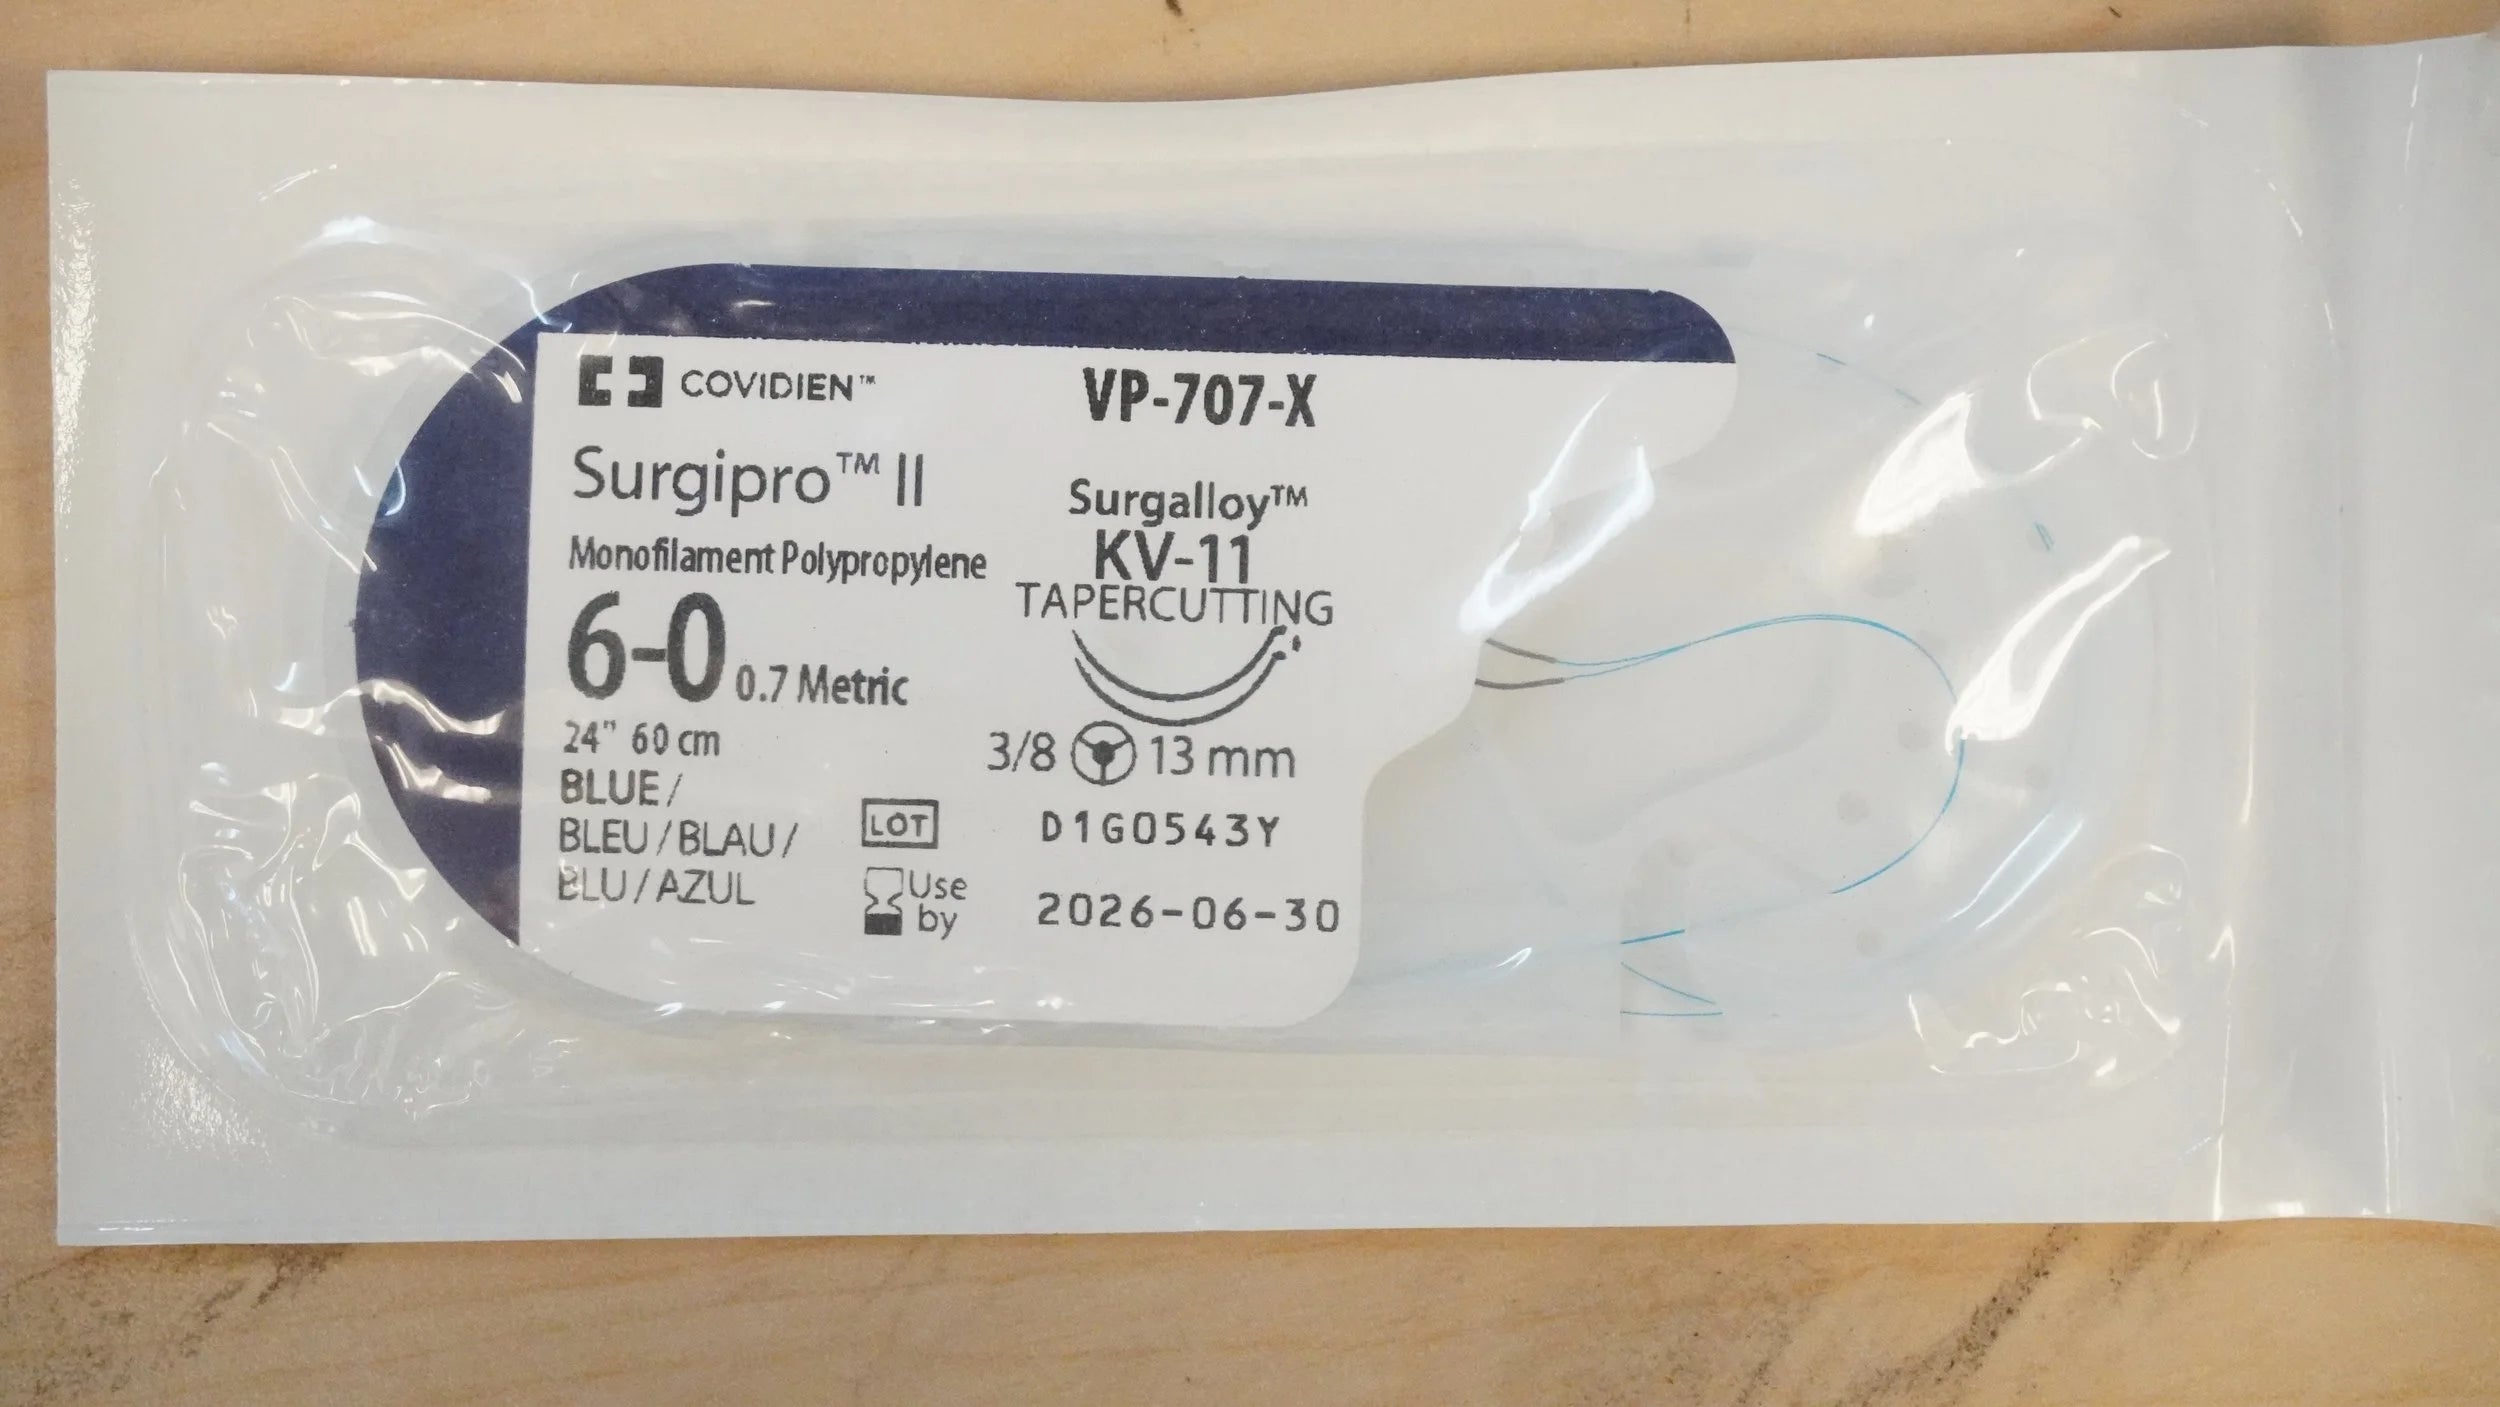 COVIDIEN™
VP-707-X
Surgipro™ II
Surgalloy™
Monofilament Polypropylene
KV-11
TAPERCUTTING
6-0 0.7 Metric
24" 60 cm
3/8 13 mm
BLUE/
BLEU/BLAU/
BLU/AZUL
LOT D1G0543Y
Use
by 2026-06-30